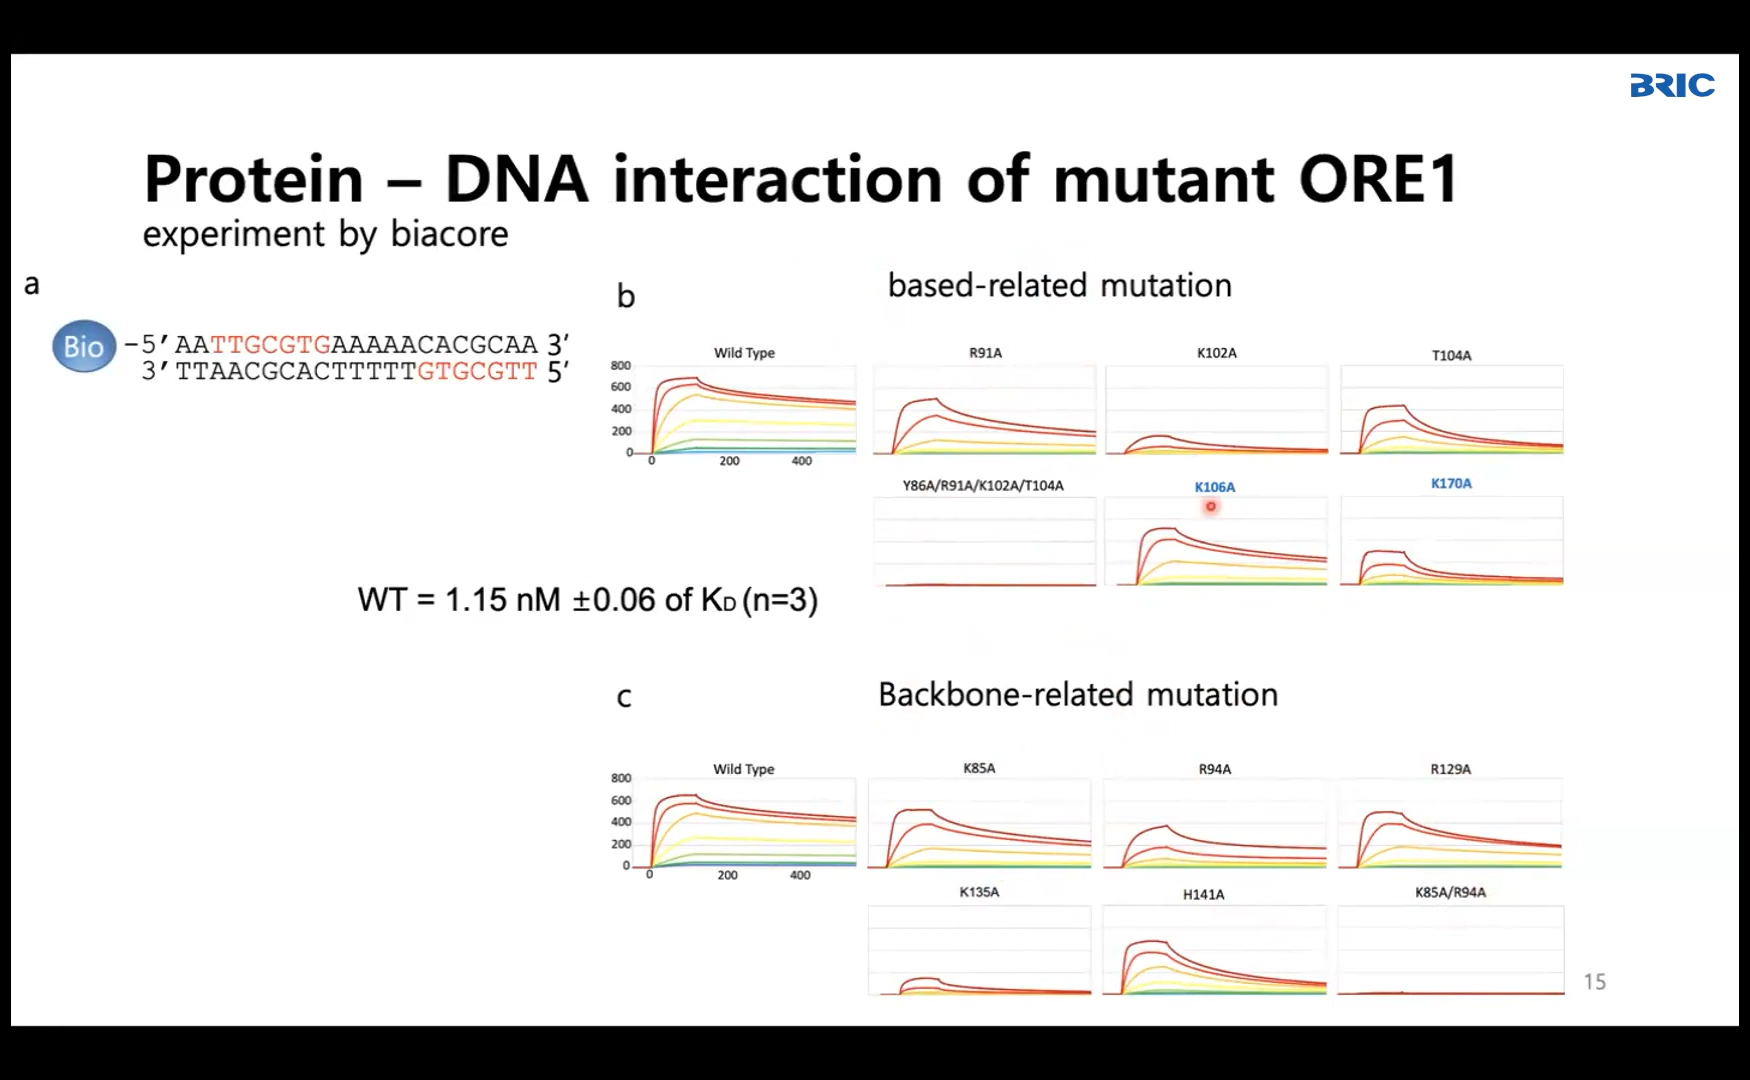 BRIC
Protein – DNA interaction of mutant ORE1
experiment by biacore
a
Bio
–5′AATTGCGTGAAAAACACGCAA 3′
3′TTAACGCACTTTTTGTGCGTT 5′
b
based-related mutation
Wild Type
R91A
K102A
T104A
800
600
400
200
0
0
200
400
Y86A/R91A/K102A/T104A
K106A
K170A
WT = 1.15 nM ±0.06 of KD (n=3)
c
Backbone-related mutation
Wild Type
K85A
R94A
R129A
800
600
400
200
0
0
200
400
K135A
H141A
K85A/R94A
15